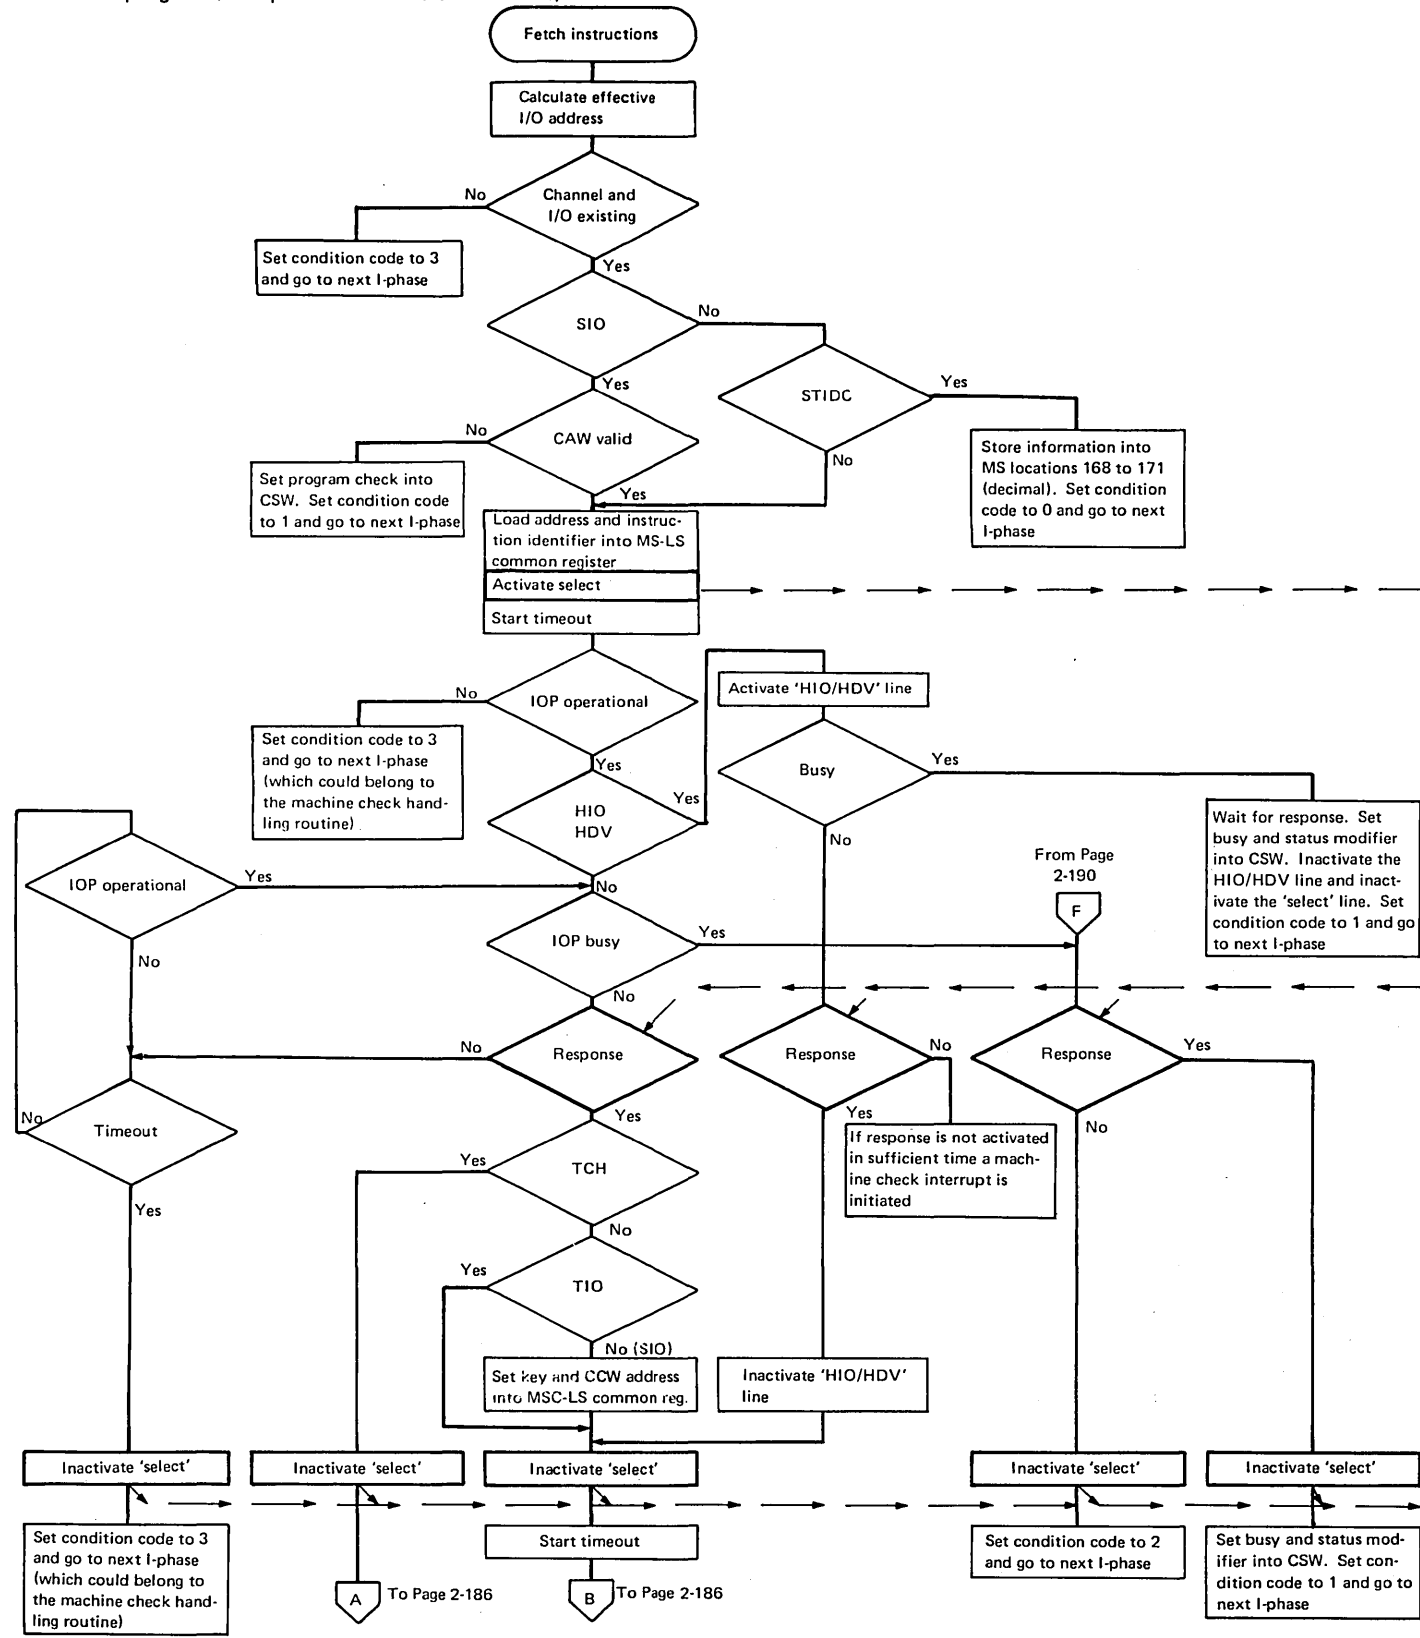 Fetch instructions
Calculate effective
I/O address
Channel and
I/O existing
No
Set condition code to 3
and go to next I-phase
Yes
SIO
No
Yes
STIDC
Yes
No
Store information into
MS locations 168 to 171
(decimal). Set condition
code to 0 and go to next
I-phase
CAW valid
No
Yes
Set program check into
CSW. Set condition code
to 1 and go to next I-phase
Load address and instruc-
tion identifier into MS-LS
common register
Activate select
Start timeout
IOP operational
No
Set condition code to 3
and go to next I-phase
(which could belong to
the machine check hand-
ling routine)
Yes
HIO
HDV
Yes
No
Activate 'HIO/HDV' line
Busy
Yes
No
Wait for response. Set
busy and status modifier
into CSW. Inactivate the
HIO/HDV line and inact-
ivate the 'select' line. Set
condition code to 1 and go
to next I-phase
From Page
2-190
F
IOP operational
Yes
No
IOP busy
Yes
No
Response
No
Yes
Response
No
Yes
If response is not activated
in sufficient time a mach-
ine check interrupt is
initiated
Response
Yes
No
Timeout
No
Yes
TCH
Yes
No
TIO
Yes
No (SIO)
Set key and CCW address
into MSC-LS common reg.
Inactivate 'HIO/HDV'
line
Inactivate 'select'
Inactivate 'select'
Inactivate 'select'
Inactivate 'select'
Inactivate 'select'
Set condition code to 3
and go to next I-phase
(which could belong to
the machine check hand-
ling routine)
A
To Page 2-186
Start timeout
B
To Page 2-186
Set condition code to 2
and go to next I-phase
Set busy and status mod-
ifier into CSW. Set con-
dition code to 1 and go to
next I-phase